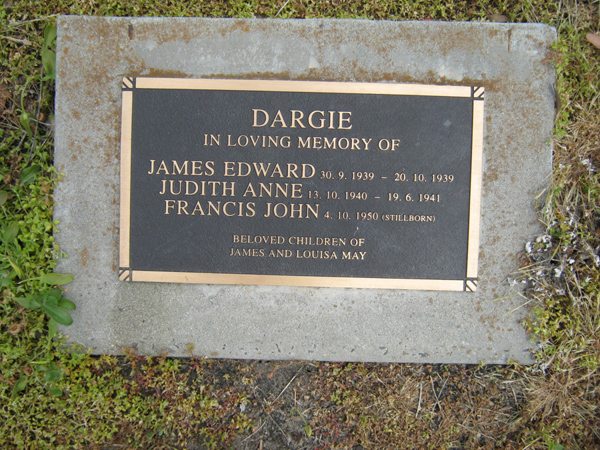 DARGIE
IN LOVING MEMORY OF
JAMES EDWARD 30. 9. 1939 – 20. 10. 1939
JUDITH ANNE 13. 10. 1940 – 19. 6. 1941
FRANCIS JOHN 4. 10. 1950 (STILLBORN)
BELOVED CHILDREN OF
JAMES AND LOUISA MAY